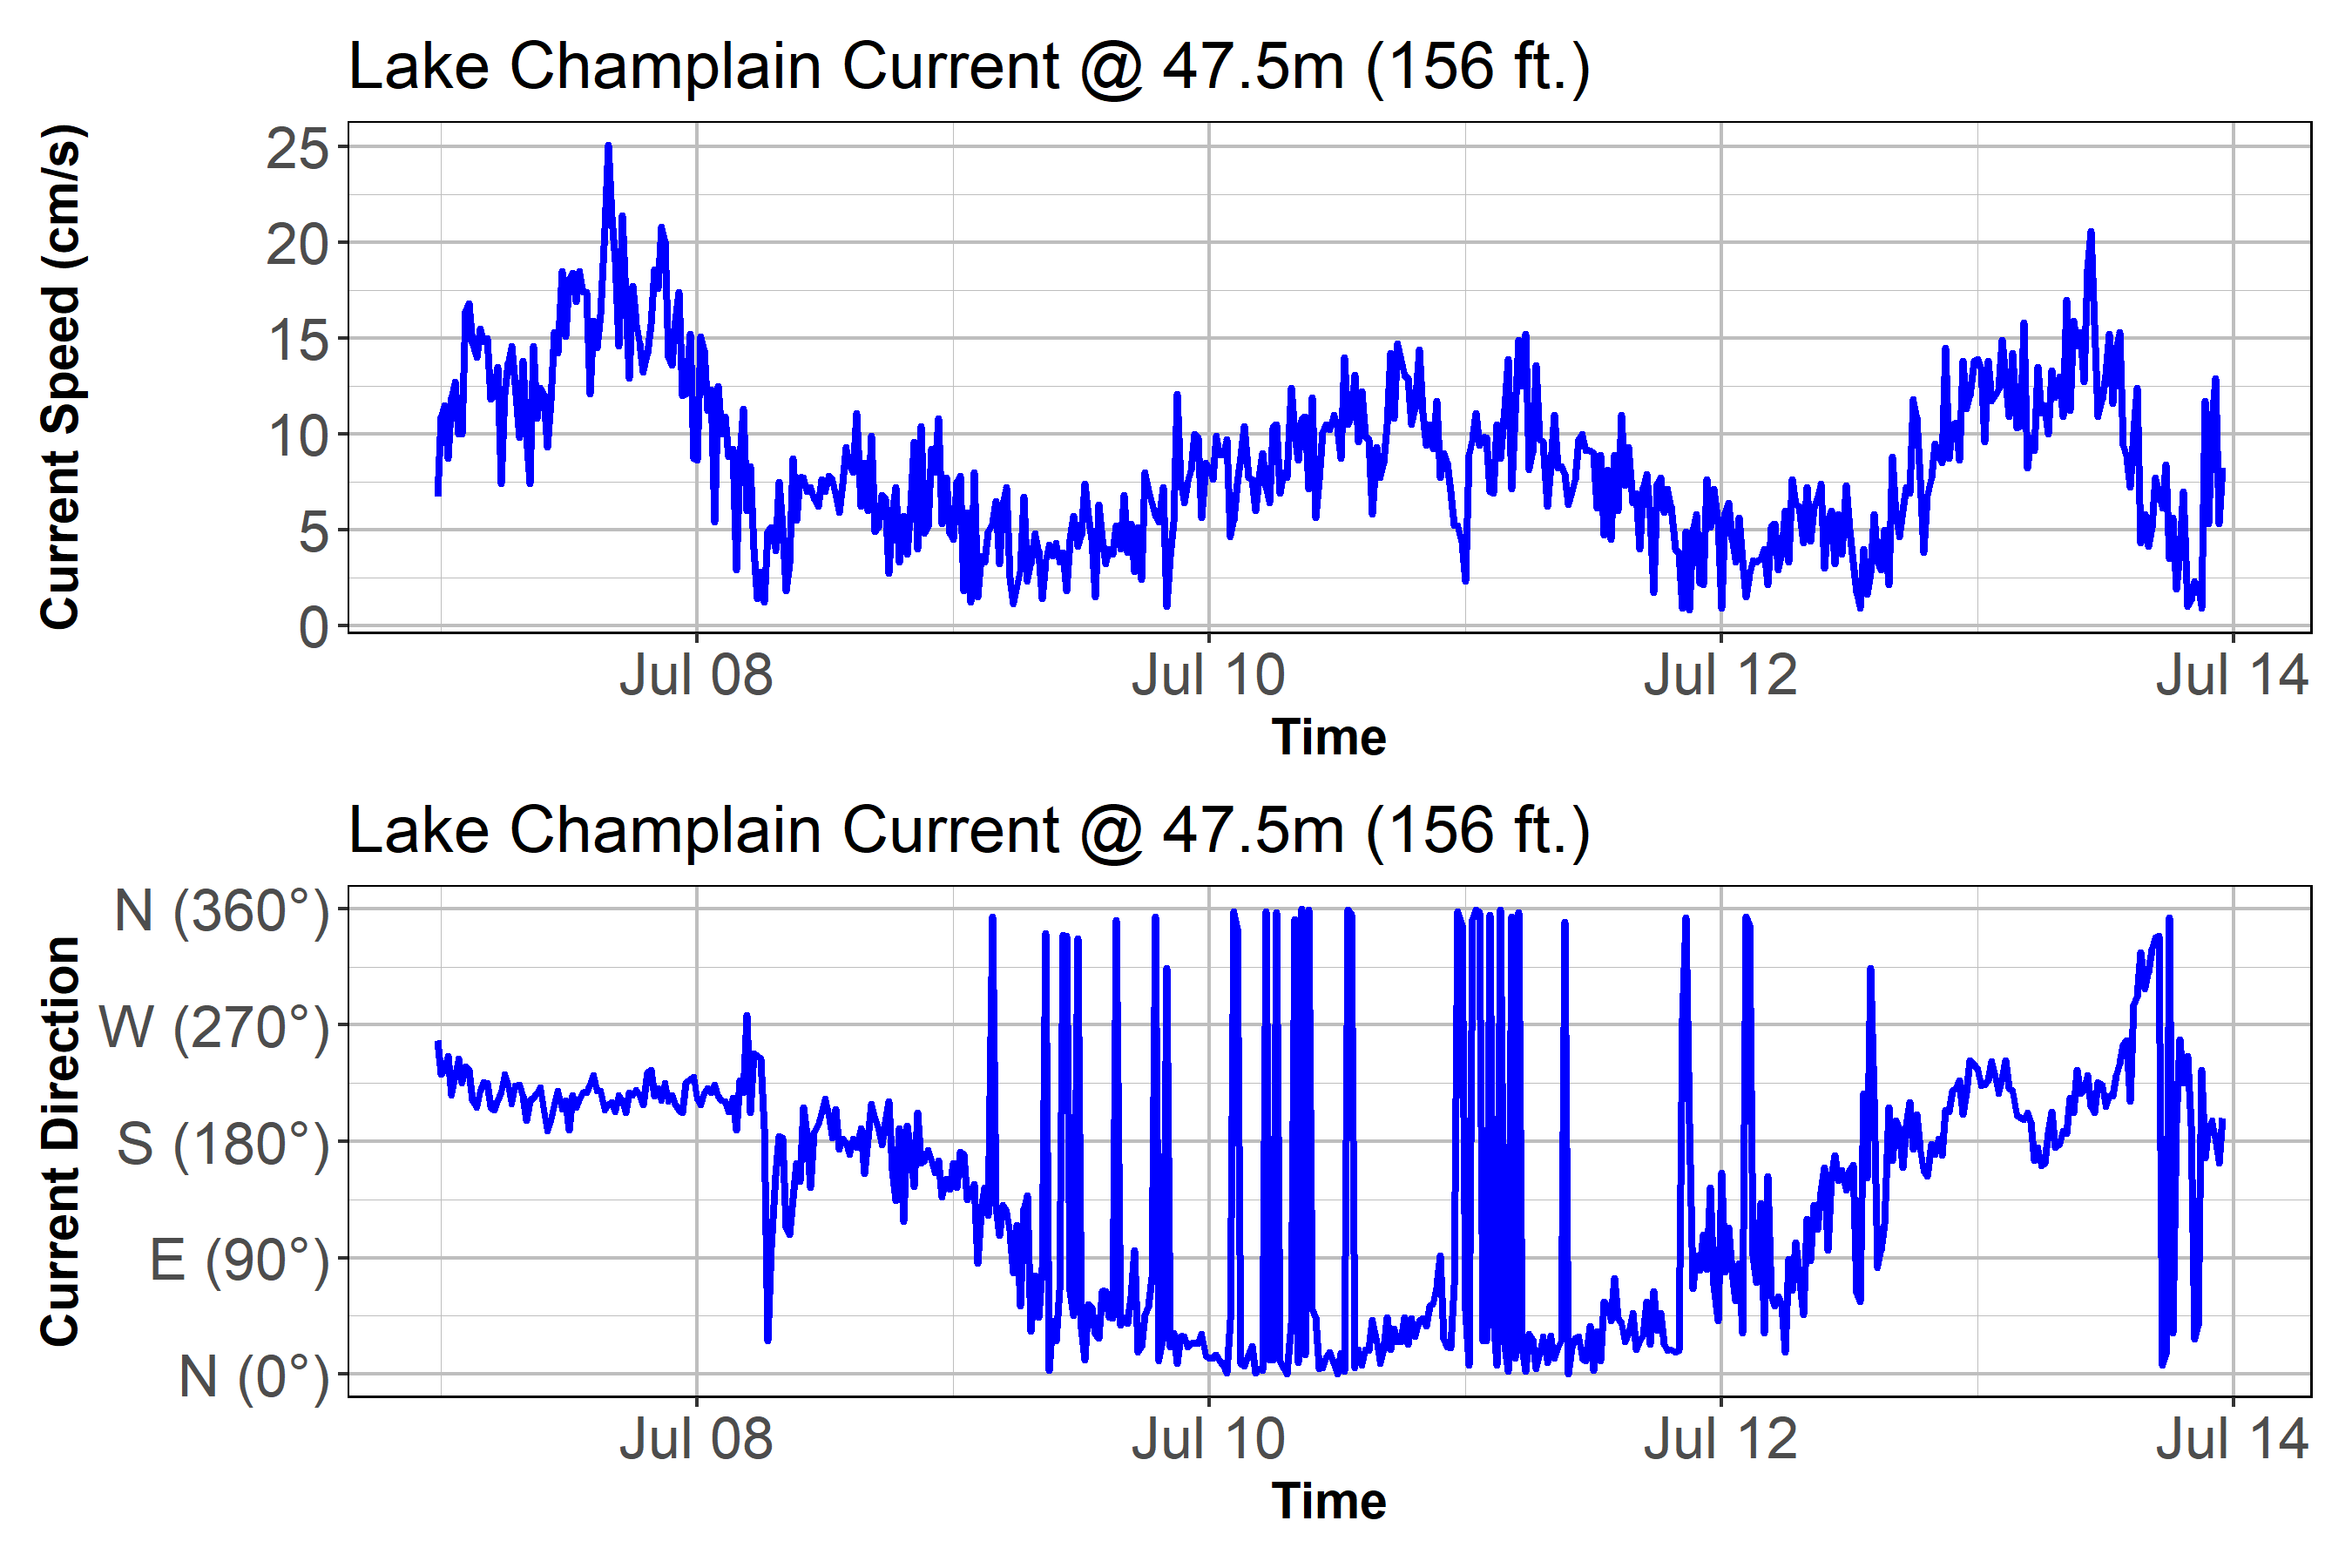 Lake Champlain Current @ 47.5m (156 ft.)
Current Speed (cm/s)
25
20
15
10
5
0
Jul 08 Jul 10 Jul 12 Jul 14
Time
Lake Champlain Current @ 47.5m (156 ft.)
Current Direction
N (360°)
W (270°)
S (180°)
E (90°)
N (0°)
Jul 08 Jul 10 Jul 12 Jul 14
Time